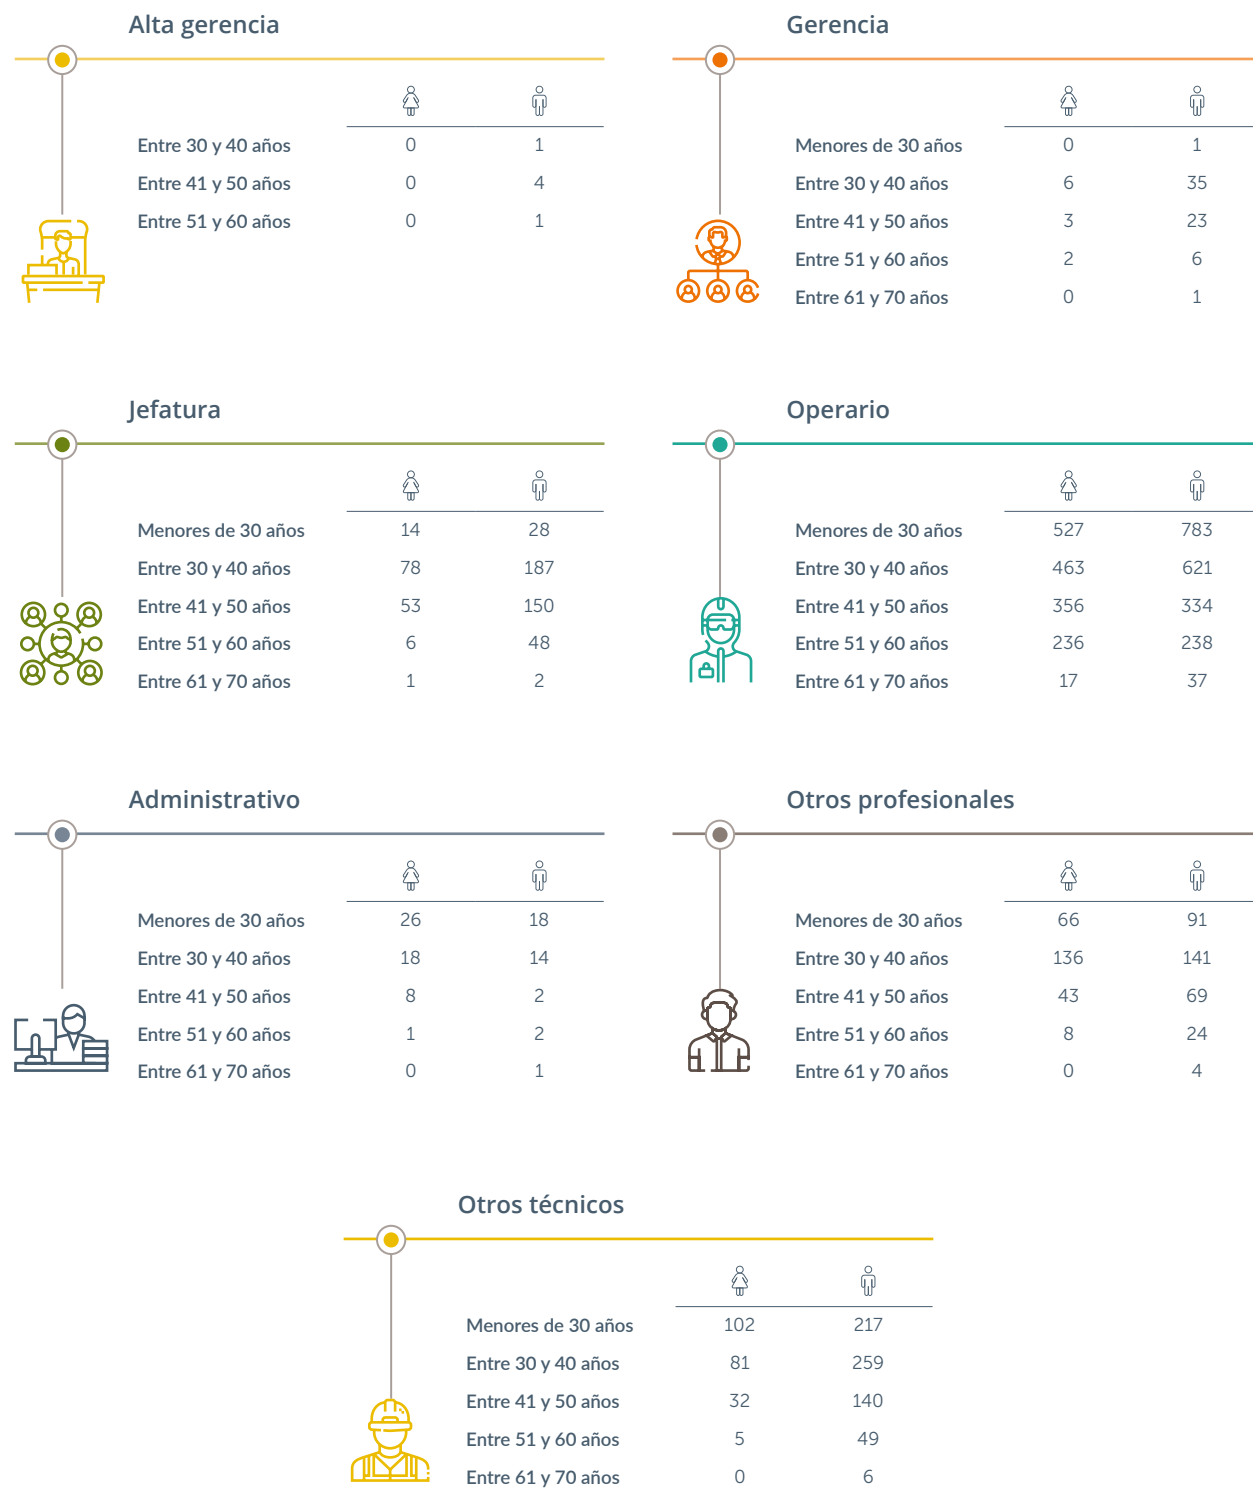 Alta gerencia
Entre 30 y 40 años 0 1
Entre 41 y 50 años 0 4
Entre 51 y 60 años 0 1
Gerencia
Menores de 30 años 0 1
Entre 30 y 40 años 6 35
Entre 41 y 50 años 3 23
Entre 51 y 60 años 2 6
Entre 61 y 70 años 0 1
Jefatura
Menores de 30 años 14 28
Entre 30 y 40 años 78 187
Entre 41 y 50 años 53 150
Entre 51 y 60 años 6 48
Entre 61 y 70 años 1 2
Operario
Menores de 30 años 527 783
Entre 30 y 40 años 463 621
Entre 41 y 50 años 356 334
Entre 51 y 60 años 236 238
Entre 61 y 70 años 17 37
Administrativo
Menores de 30 años 26 18
Entre 30 y 40 años 18 14
Entre 41 y 50 años 8 2
Entre 51 y 60 años 1 2
Entre 61 y 70 años 0 1
Otros profesionales
Menores de 30 años 66 91
Entre 30 y 40 años 136 141
Entre 41 y 50 años 43 69
Entre 51 y 60 años 8 24
Entre 61 y 70 años 0 4
Otros técnicos
Menores de 30 años 102 217
Entre 30 y 40 años 81 259
Entre 41 y 50 años 32 140
Entre 51 y 60 años 5 49
Entre 61 y 70 años 0 6